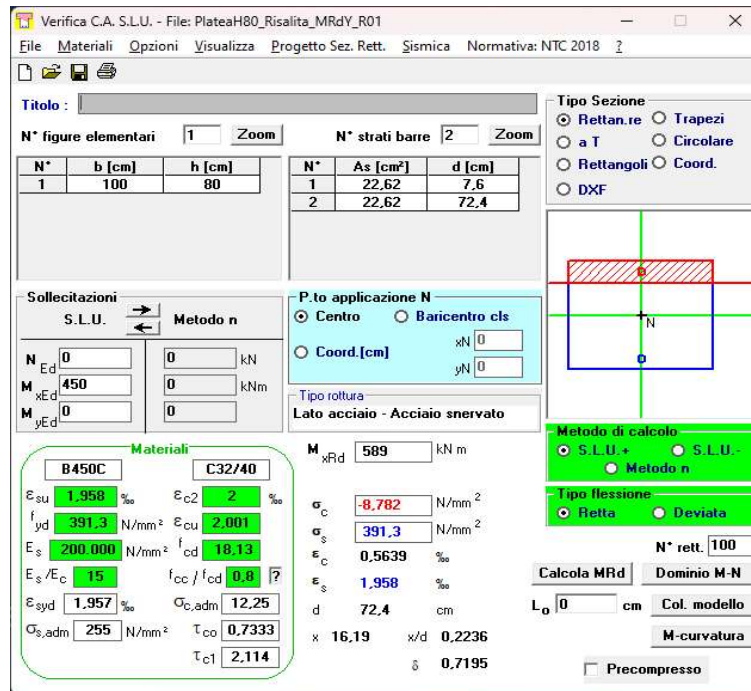 Verifica C.A. S.L.U. - File: PlateaH80_Risalita_MRdY_R01
File Materiali Opzioni Visualizza Progetto Sez. Rett. Sismica Normativa: NTC 2018 ?
Titolo :
N° figure elementari 1 Zoom N° strati barre 2 Zoom
N° b [cm] h [cm]
1 100 80
N° As [cm²] d [cm]
1 22,62 7,6
2 22,62 72,4
Tipo Sezione
Rettan.re Trapezi
a T Circolare
Rettangoli Coord.
DXF
N
Sollecitazioni
S.L.U. Metodo n
N Ed 0 0 kN
M xEd 450 0 kNm
M yEd 0 0
P.to applicazione N
Centro Baricentro cls
Coord.[cm] xN 0
yN 0
Tipo rottura
Lato acciaio - Acciaio snervato
Metodo di calcolo
S.L.U.+ S.L.U.-
Metodo n
Tipo flessione
Retta Deviata
Materiali
B450C C32/40
εsu 1,958 ‰ εc2 2 ‰
fyd 391,3 N/mm² εcu 2,001
Es 200.000 N/mm² fcd 18,13
Es/Ec 15 fcc / fcd 0,8 ?
εsyd 1,957 ‰ σc,adm 12,25
σs,adm 255 N/mm² τco 0,7333
τc1 2,114
M xRd 589 kN m
σc -8,782 N/mm²
σs 391,3 N/mm²
εc 0,5639 ‰
εs 1,958 ‰
d 72,4 cm
x 16,19 x/d 0,2236
δ 0,7195
N° rett. 100
Calcola MRd Dominio M-N
Lo 0 cm Col. modello
M-curvatura
Precompresso